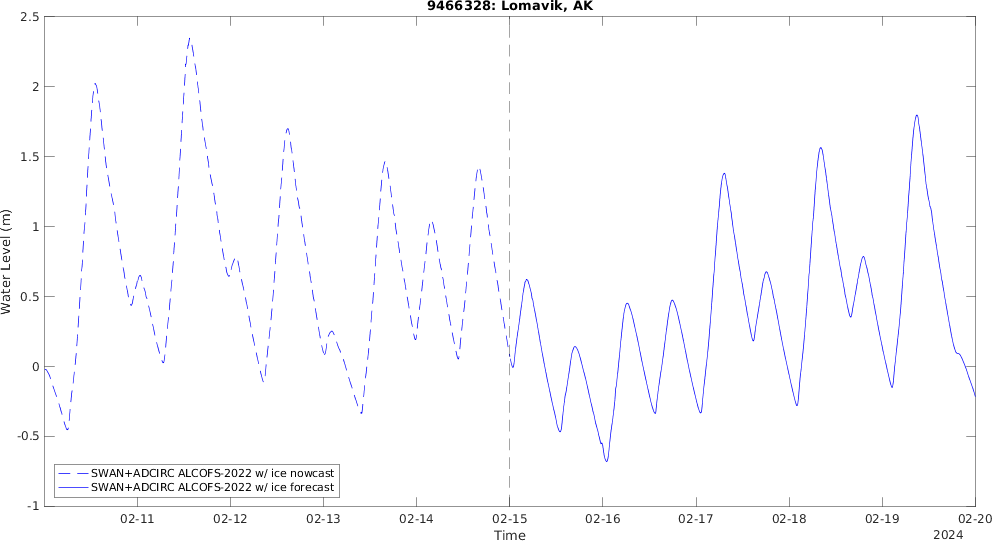 9466328: Lomavik, AK
2.5
2
1.5
1
0.5
0
-0.5
-1
Water Level (m)
SWAN+ADCIRC ALCOFS-2022 w/ ice nowcast
SWAN+ADCIRC ALCOFS-2022 w/ ice forecast
02-11 02-12 02-13 02-14 02-15 02-16 02-17 02-18 02-19 02-20
Time
2024